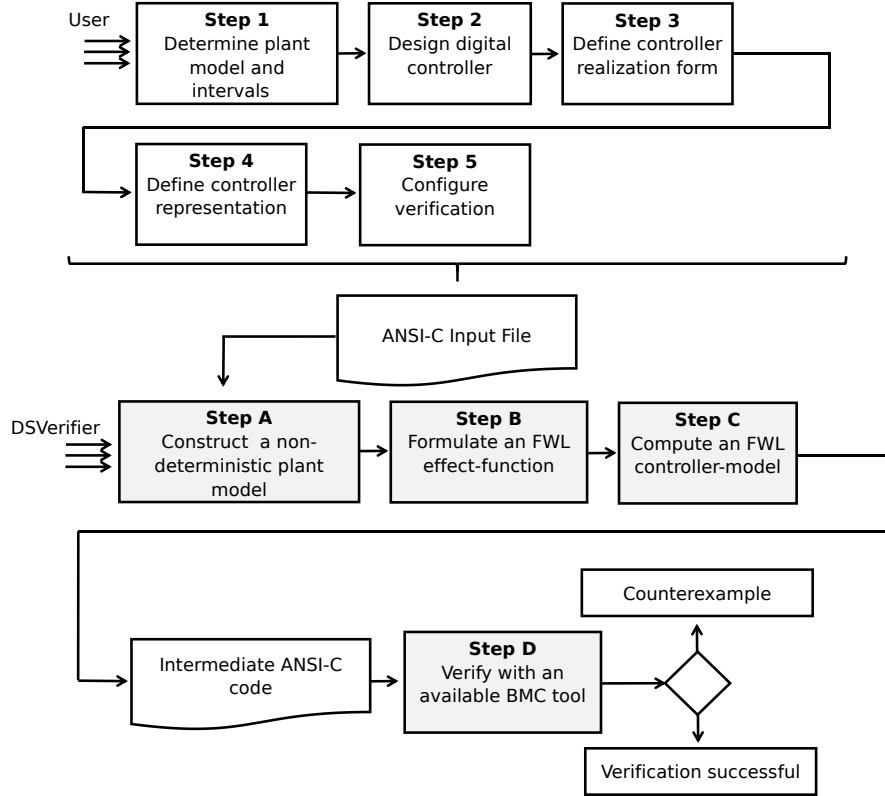 User
Step 1
Determine plant
model and
intervals
Step 2
Design digital
controller
Step 3
Define controller
realization form
Step 4
Define controller
representation
Step 5
Configure
verification
ANSI-C Input File
DSVerifier
Step A
Construct a non-
deterministic plant
model
Step B
Formulate an FWL
effect-function
Step C
Compute an FWL
controller-model
Intermediate ANSI-C
code
Step D
Verify with an
available BMC tool
Counterexample
Verification successful